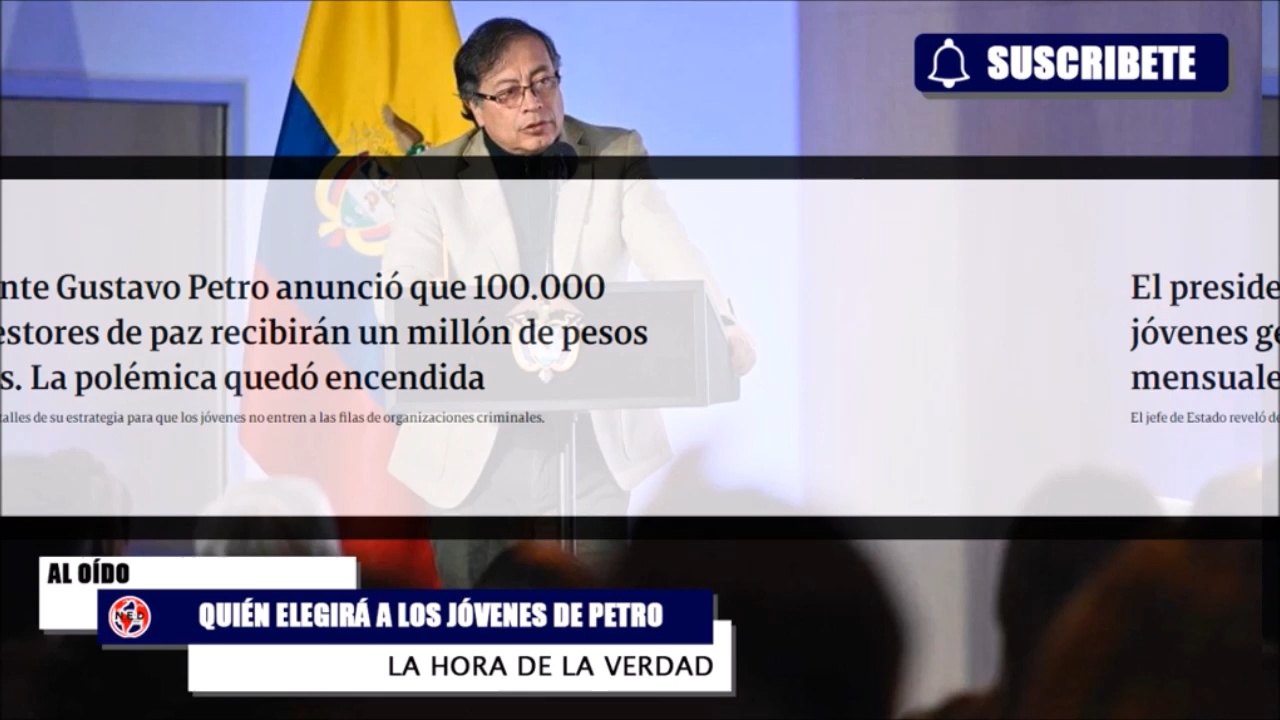 SUSCRIBETE
nte Gustavo Petro anunció que 100.000
estores de paz recibirán un millón de pesos
s. La polémica quedó encendida
talles de su estrategia para que los jóvenes no entren a las filas de organizaciones criminales.
El preside
jóvenes ge
mensuale
El jefe de Estado reveló de
AL OÍDO
QUIÉN ELEGIRÁ A LOS JÓVENES DE PETRO
LA HORA DE LA VERDAD